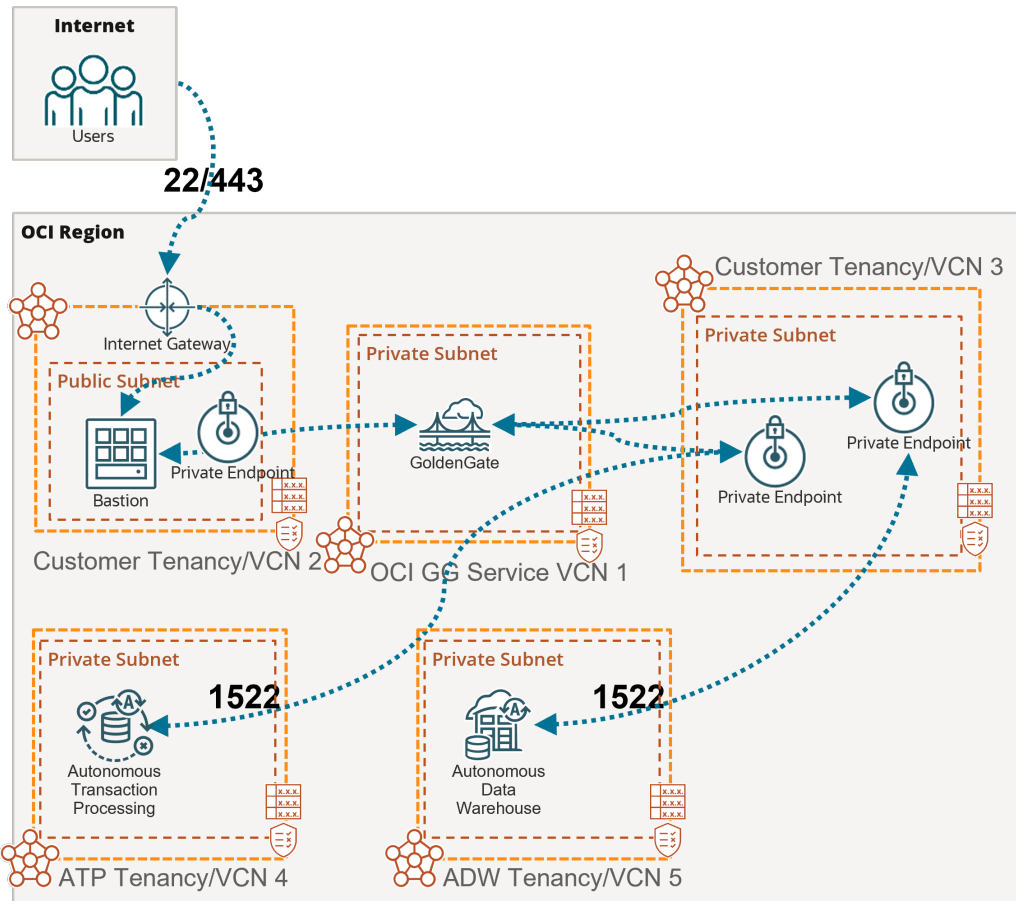 Internet
Users
22/443
OCI Region
Customer Tenancy/VCN 3
Internet Gateway
Private Subnet
Private Subnet
Public Subnet
GoldenGate
Private Endpoint
Private Endpoint
Bastion
Private Endpoint
x.x.x.
x.x.x.
x.x.x.
x.x.x.
x.x.x.
x.x.x.
x.x.x.
x.x.x.
x.x.x.
Customer Tenancy/VCN 2
OCI GG Service VCN 1
Private Subnet
Private Subnet
1522
1522
Autonomous
Transaction
Processing
Autonomous
Data
Warehouse
x.x.x.
x.x.x.
x.x.x.
x.x.x.
x.x.x.
x.x.x.
ATP Tenancy/VCN 4
ADW Tenancy/VCN 5